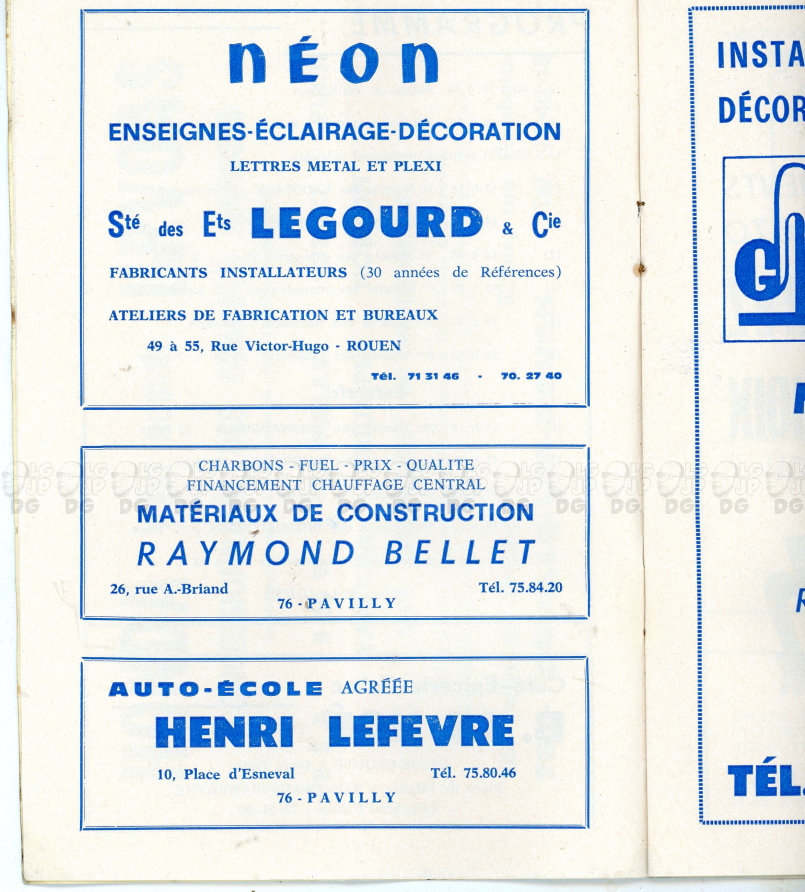 néon
ENSEIGNES-ÉCLAIRAGE-DÉCORATION
LETTRES METAL ET PLEXI
Sté des Ets LEGOURD & Cie
FABRICANTS INSTALLATEURS (30 années de Références)
ATELIERS DE FABRICATION ET BUREAUX
49 à 55, Rue Victor-Hugo - ROUEN
Tél. 71 31 46 - 70. 27 40
CHARBONS - FUEL - PRIX - QUALITE
FINANCEMENT CHAUFFAGE CENTRAL
MATÉRIAUX DE CONSTRUCTION
RAYMOND BELLET
26, rue A.-Briand Tél. 75.84.20
76 - PAVILLY
AUTO-ÉCOLE AGRÉÉE
HENRI LEFEVRE
10, Place d'Esneval Tél. 75.80.46
76 - PAVILLY
INSTA
DÉCOR
G
TÉL.